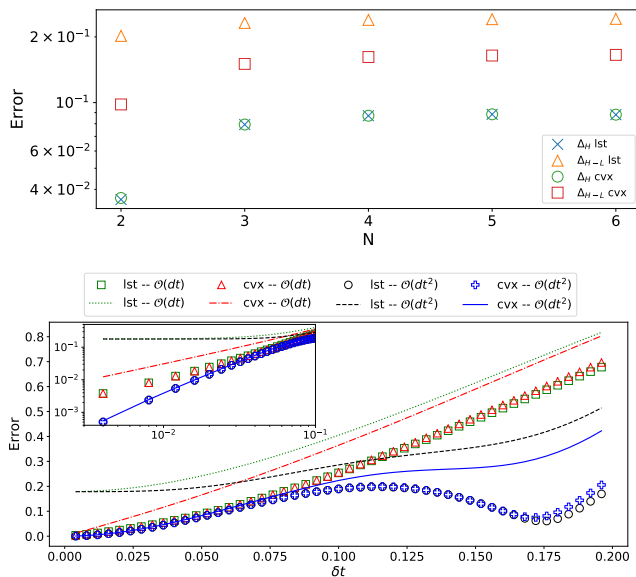 2 × 10⁻¹
10⁻¹
6 × 10⁻²
4 × 10⁻²
Error
2 3 4 5 6
N
Δ_H lst
Δ_{H−L} lst
Δ_H cvx
Δ_{H−L} cvx
lst -- 𝒪(dt) cvx -- 𝒪(dt) lst -- 𝒪(dt²) cvx -- 𝒪(dt²)
lst -- 𝒪(dt) cvx -- 𝒪(dt) lst -- 𝒪(dt²) cvx -- 𝒪(dt²)
0.8
0.7
0.6
0.5
0.4
0.3
0.2
0.1
0.0
Error
10⁻¹
10⁻²
10⁻³
10⁻² 10⁻¹
0.000 0.025 0.050 0.075 0.100 0.125 0.150 0.175 0.200
δt